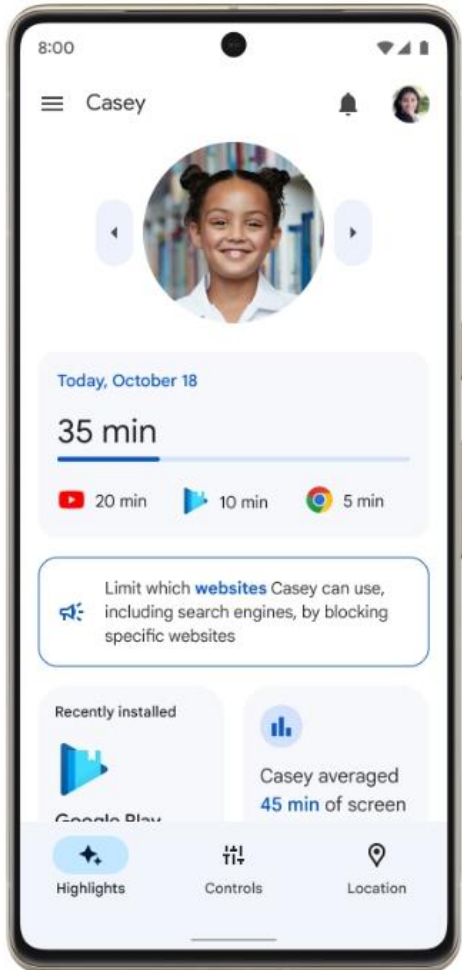 8:00
Casey
Today, October 18
35 min
20 min
10 min
5 min
Limit which websites Casey can use,
including search engines, by blocking
specific websites
Recently installed
Google Play
Casey averaged
45 min of screen
Highlights
Controls
Location